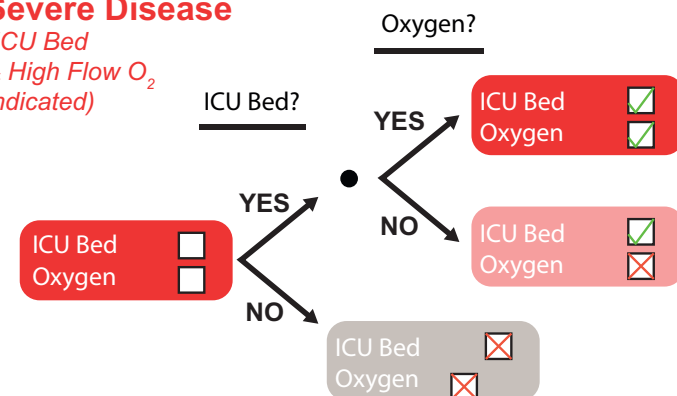 Severe Disease
CU Bed
High Flow O2
ndicated)
Oxygen?
ICU Bed?
YES
ICU Bed
Oxygen
YES
NO
ICU Bed
Oxygen
ICU Bed
Oxygen
NO
ICU Bed
Oxygen